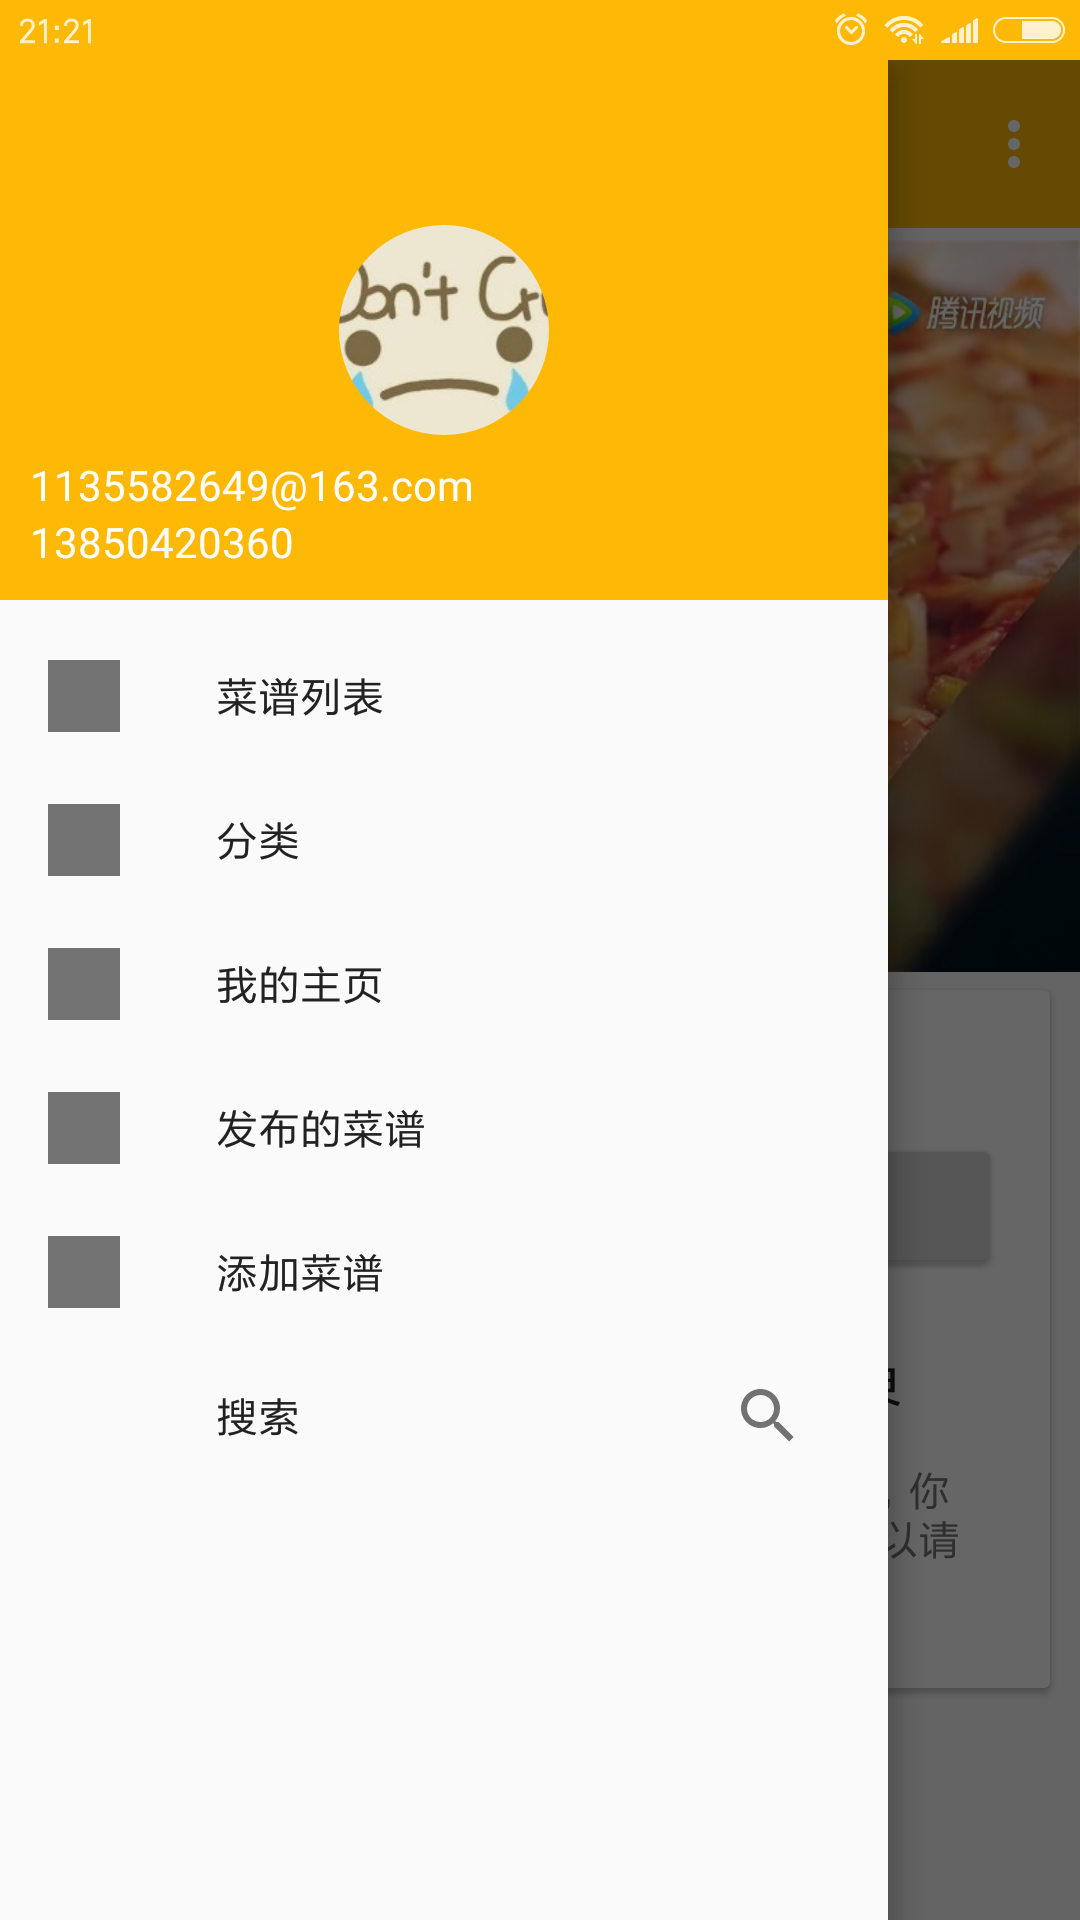 21:21
腾讯视频
Don't Cr
1135582649@163.com
13850420360
菜谱列表
分类
我的主页
发布的菜谱
添加菜谱
搜索
，你
以请